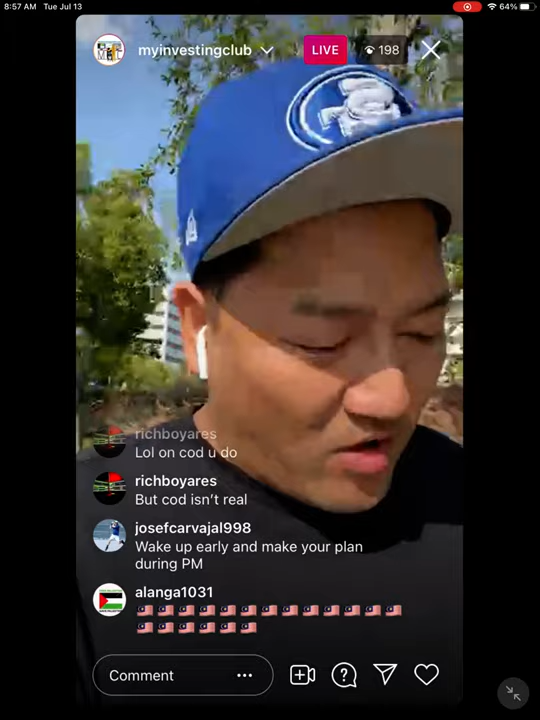 8:57 AM Tue Jul 13
64%
myinvestingclub
LIVE
198
richboyares
Lol on cod u do
richboyares
But cod isn't real
josefcarvajal998
Wake up early and make your plan
during PM
alanga1031
🇲🇾🇲🇾🇲🇾🇲🇾🇲🇾🇲🇾🇲🇾🇲🇾🇲🇾🇲🇾🇲🇾🇲🇾🇲🇾
🇲🇾🇲🇾🇲🇾🇲🇾🇲🇾🇲🇾
Comment